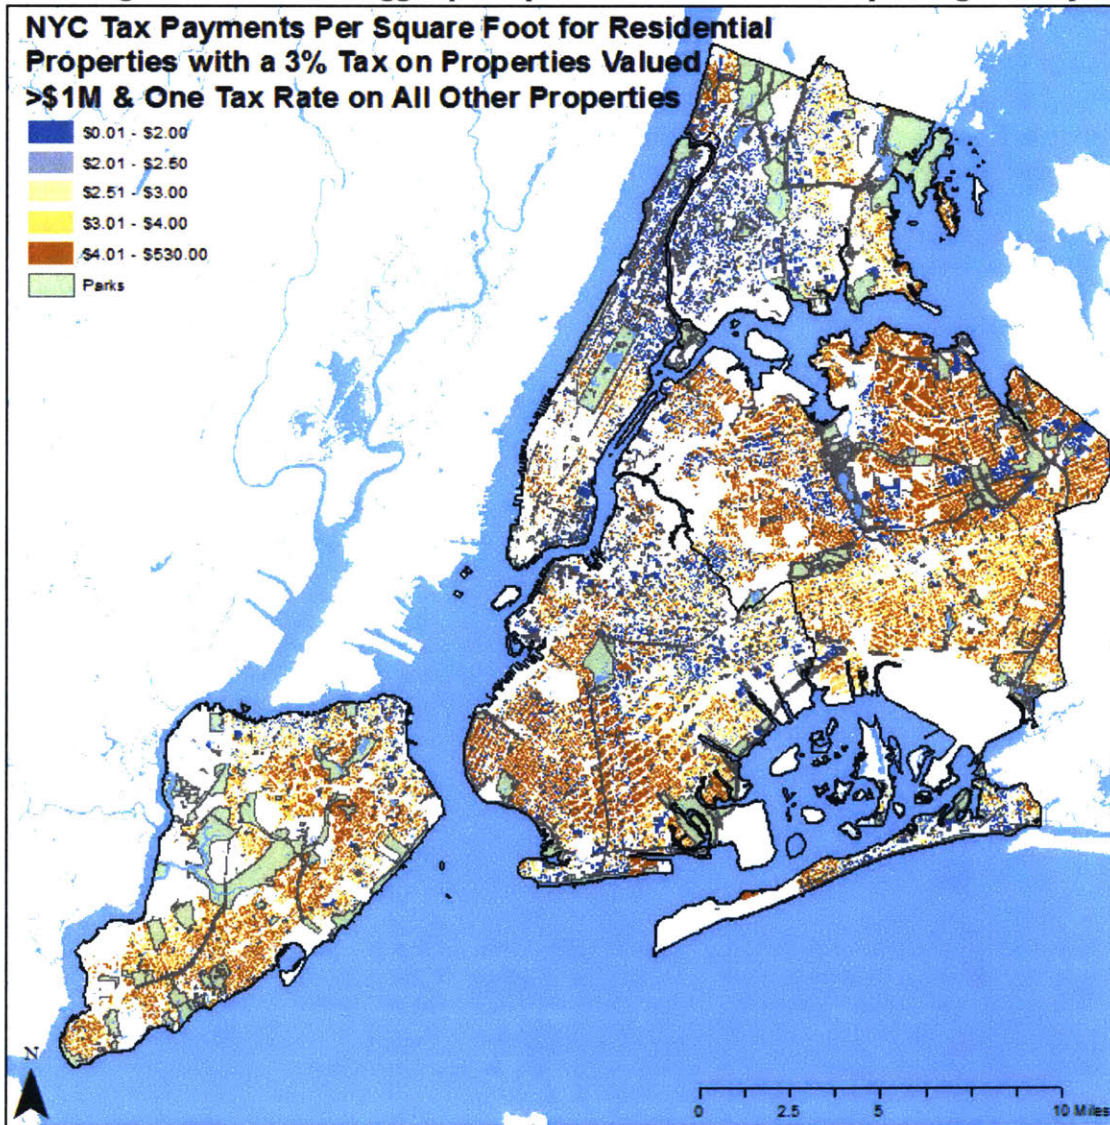 NYC Tax Payments Per Square Foot for Residential
Properties with a 3% Tax on Properties Valued
>$1M & One Tax Rate on All Other Properties
$0.01 - $2.00
$2.01 - $2.50
$2.51 - $3.00
$3.01 - $4.00
$4.01 - $530.00
Parks
N
0 2.5 5 10 Miles